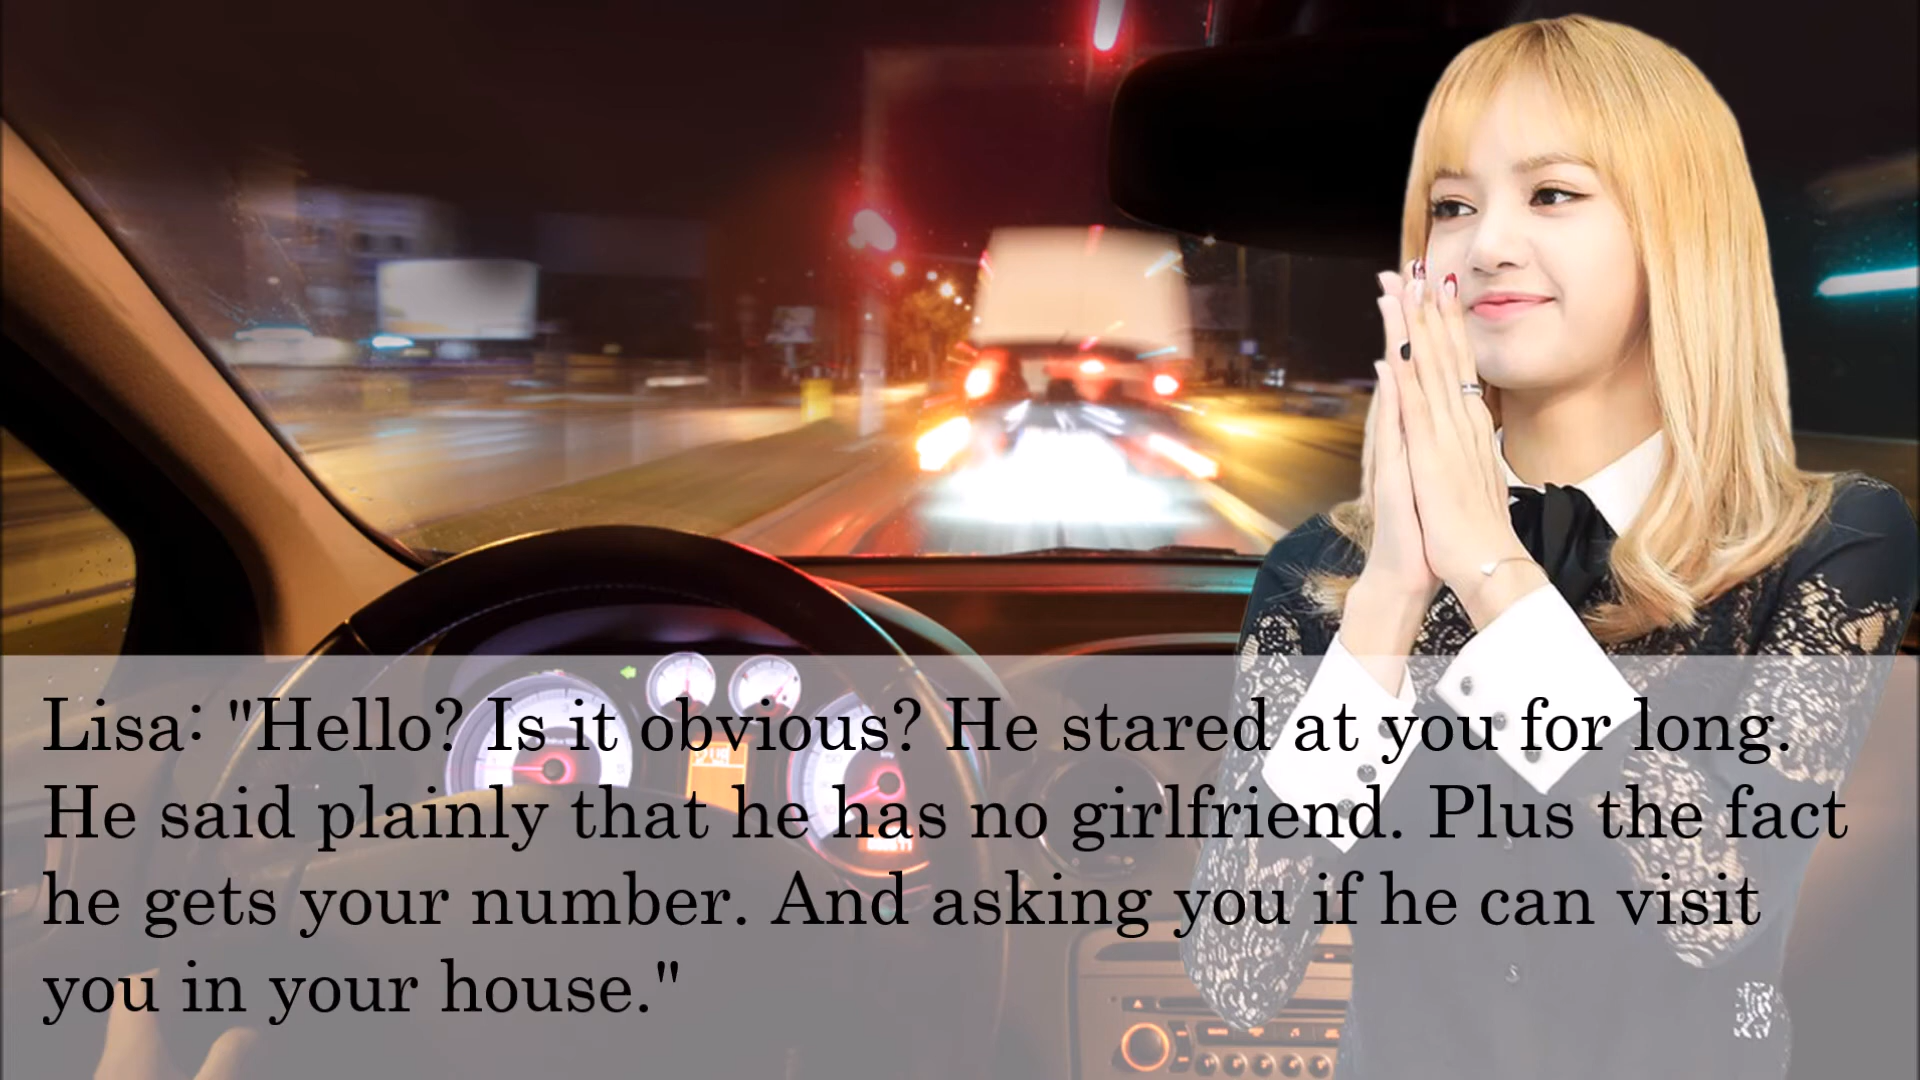 Lisa: "Hello? Is it obvious? He stared at you for long.
He said plainly that he has no girlfriend. Plus the fact
he gets your number. And asking you if he can visit
you in your house."